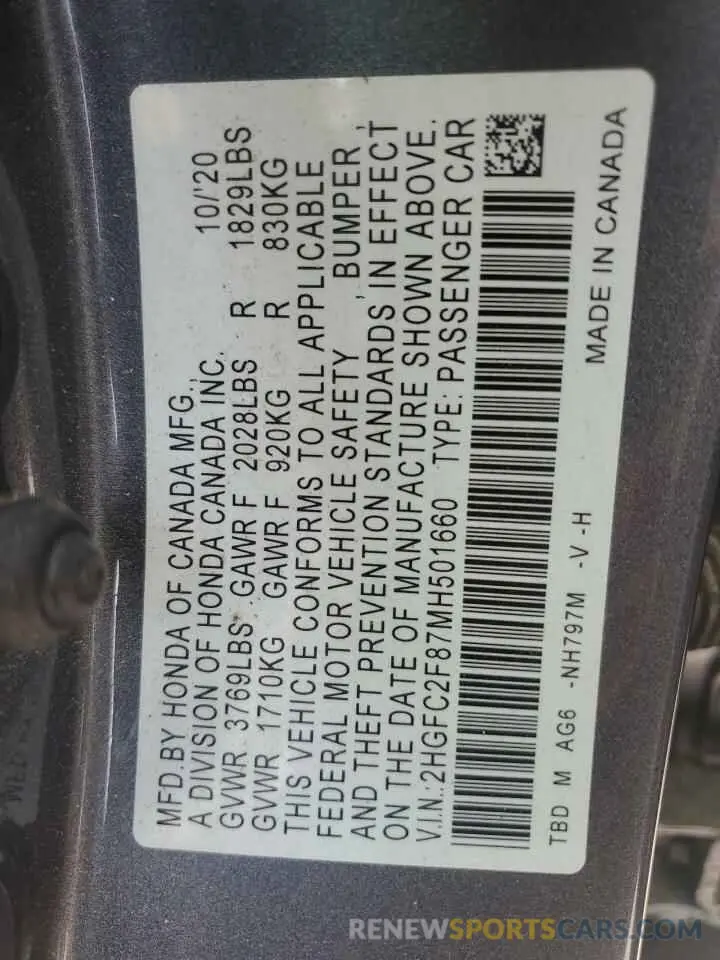 MFD.BY HONDA OF CANADA MFG., 10/'20
A DIVISION OF HONDA CANADA INC.
GVWR 3769LBS GAWR F 2028LBS R 1829LBS
GVWR 1710KG GAWR F 920KG R 830KG
THIS VEHICLE CONFORMS TO ALL APPLICABLE
FEDERAL MOTOR VEHICLE SAFETY , BUMPER ,
AND THEFT PREVENTION STANDARDS IN EFFECT
ON THE DATE OF MANUFACTURE SHOWN ABOVE.
V.I.N.:2HGFC2F87MH501660 TYPE: PASSENGER CAR
TBD M AG6 -NH797M -V -H
MADE IN CANADA
RENEWSPORTSCARS.COM